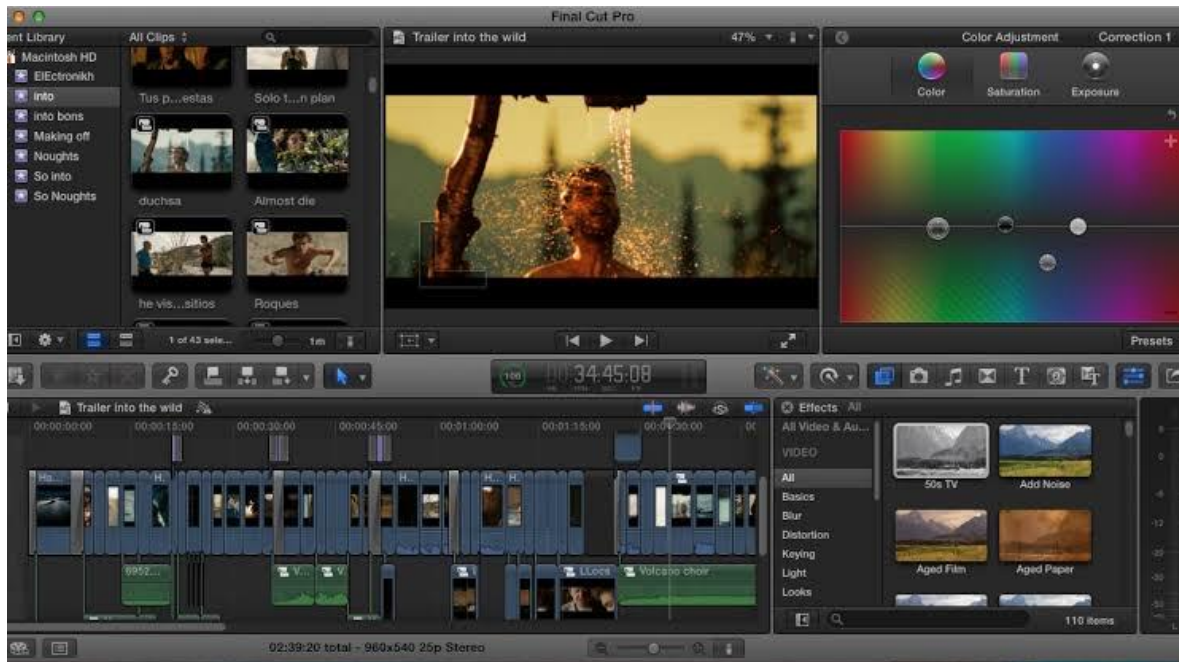 Final Cut Pro
ent Library
All Clips
Trailer into the wild
47%
Color Adjustment
Correction 1
Macintosh HD
ElEctronikh
into
into bons
Making off
Noughts
So into
So Noughts
Tus p...estas
Solo t...n plan
duchsa
Almost die
he vis...sitios
Roques
Color
Saturation
Exposure
1 of 43 sele...
1m
Presets
100
34:45:08
Trailer into the wild
00:00:00:00
00:00:15:00
00:00:30:00
00:00:45:00
00:01:00:00
00:01:15:00
00:01:30:00
00
Ho...
H.
H..
H...
H.
6952...
V...
V.
LLocs
Volcano choir
Effects
All
All Video & Au...
VIDEO
All
Basics
Blur
Distortion
Keying
Light
Looks
50s TV
Add Noise
Aged Film
Aged Paper
110 items
02:39:20 total - 960x540 25p Stereo